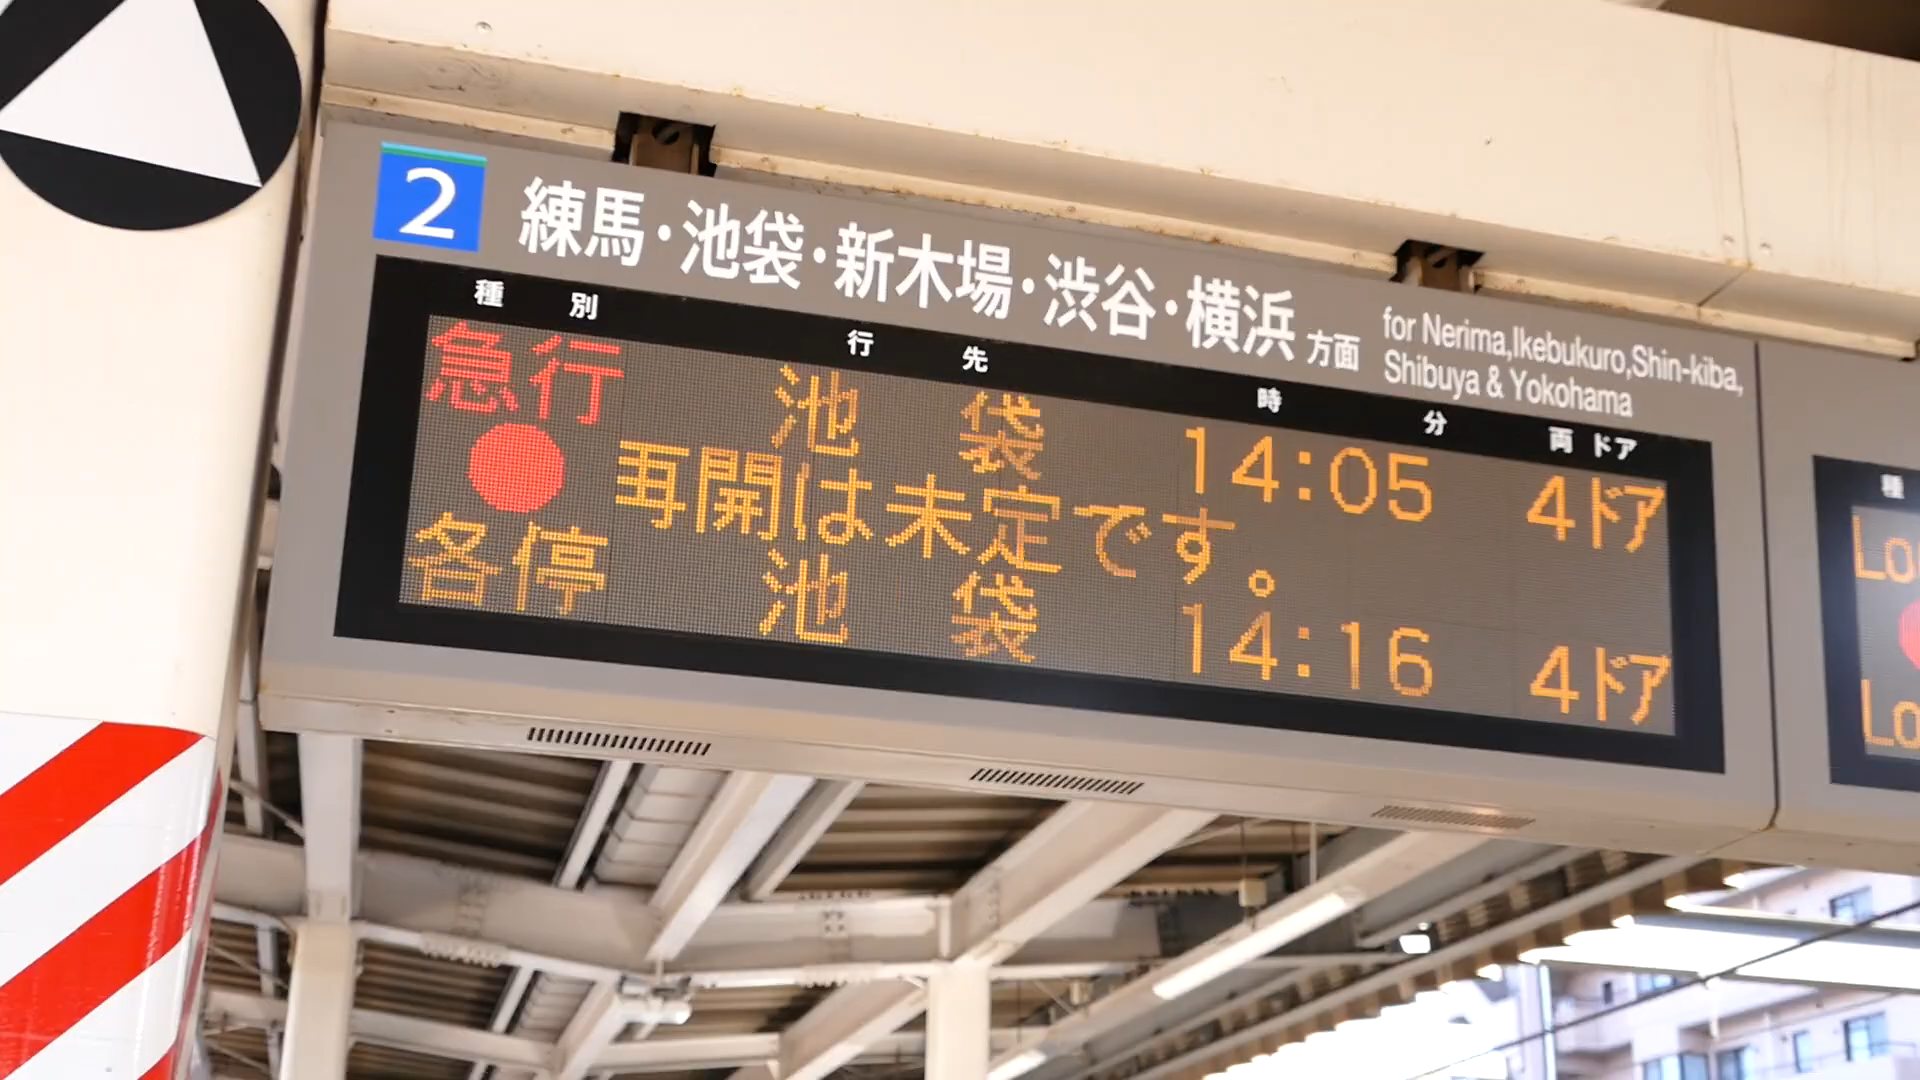 2 練馬・池袋・新木場・渋谷・横浜 方面
for Nerima,Ikebukuro,Shin-kiba,
Shibuya & Yokohama
種別 行先 時分 両 ドア
急行 池袋 14:05 4ドア
● 再開は未定です。
各停 池袋 14:16 4ドア
種